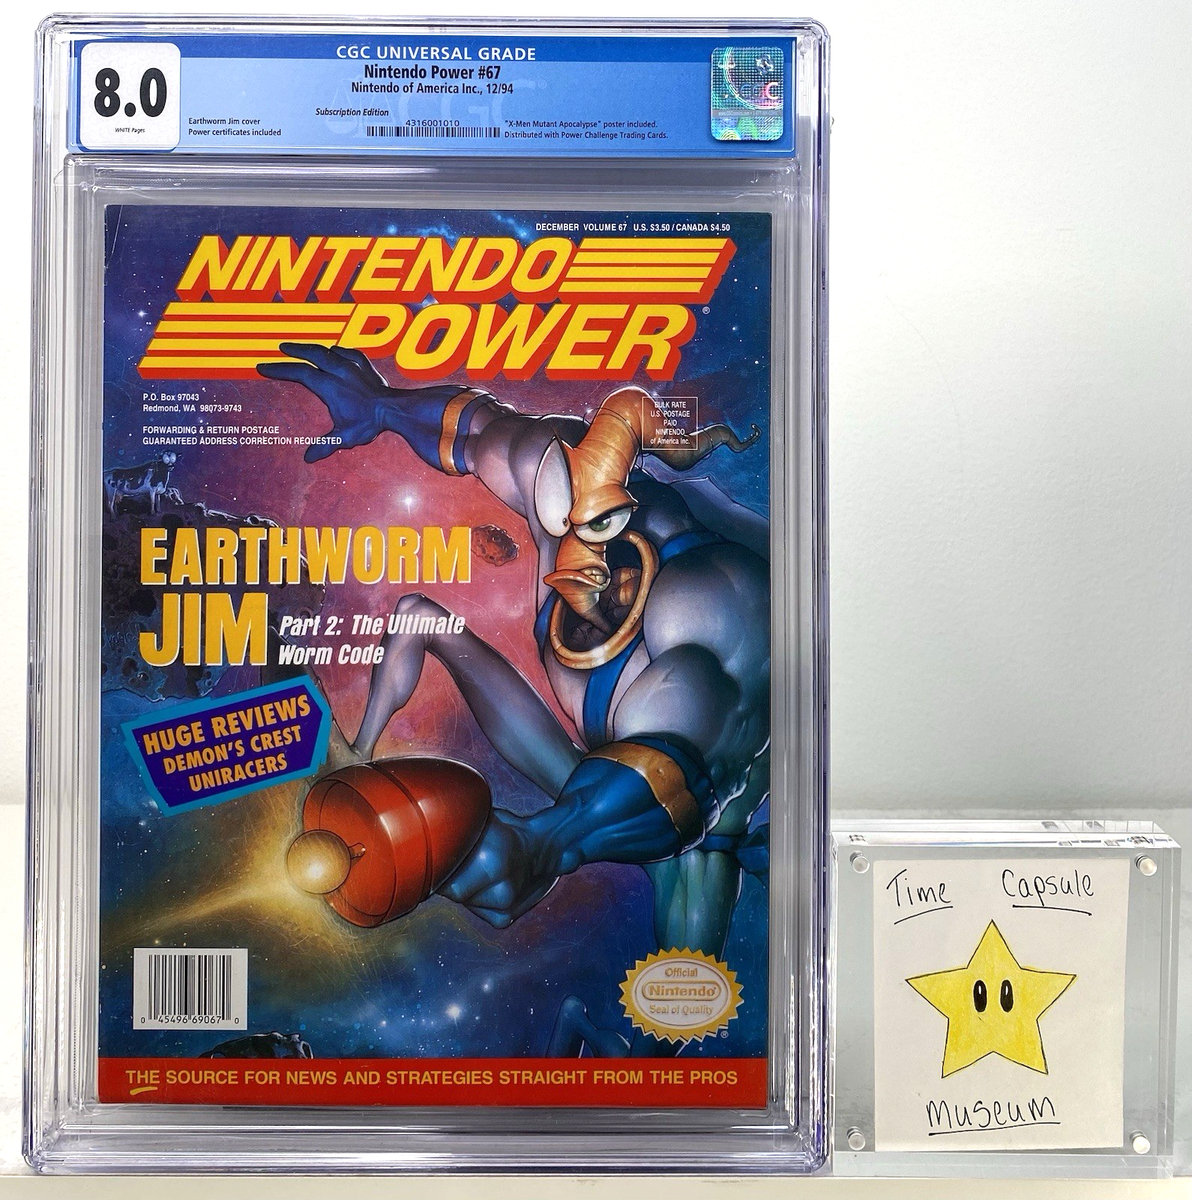 CGC UNIVERSAL GRADE
8.0
WHITE Pages
Nintendo Power #67
Nintendo of America Inc., 12/94
Subscription Edition
Earthworm Jim cover
Power certificates included
4316001010
"X-Men Mutant Apocalypse" poster included.
Distributed with Power Challenge Trading Cards.
CGC
DECEMBER VOLUME 67 U.S. $3.50 / CANADA $4.50
NINTENDO
POWER®
P.O. Box 97043
Redmond, WA 98073-9743
FORWARDING & RETURN POSTAGE
GUARANTEED ADDRESS CORRECTION REQUESTED
BULK RATE
U.S. POSTAGE
PAID
NINTENDO
of America Inc.
EARTHWORM
JIM
Part 2: The Ultimate
Worm Code
HUGE REVIEWS
DEMON'S CREST
UNIRACERS
0 45496 69067 0
Official
Nintendo
Seal of Quality
®
THE SOURCE FOR NEWS AND STRATEGIES STRAIGHT FROM THE PROS
Time Capsule
Museum